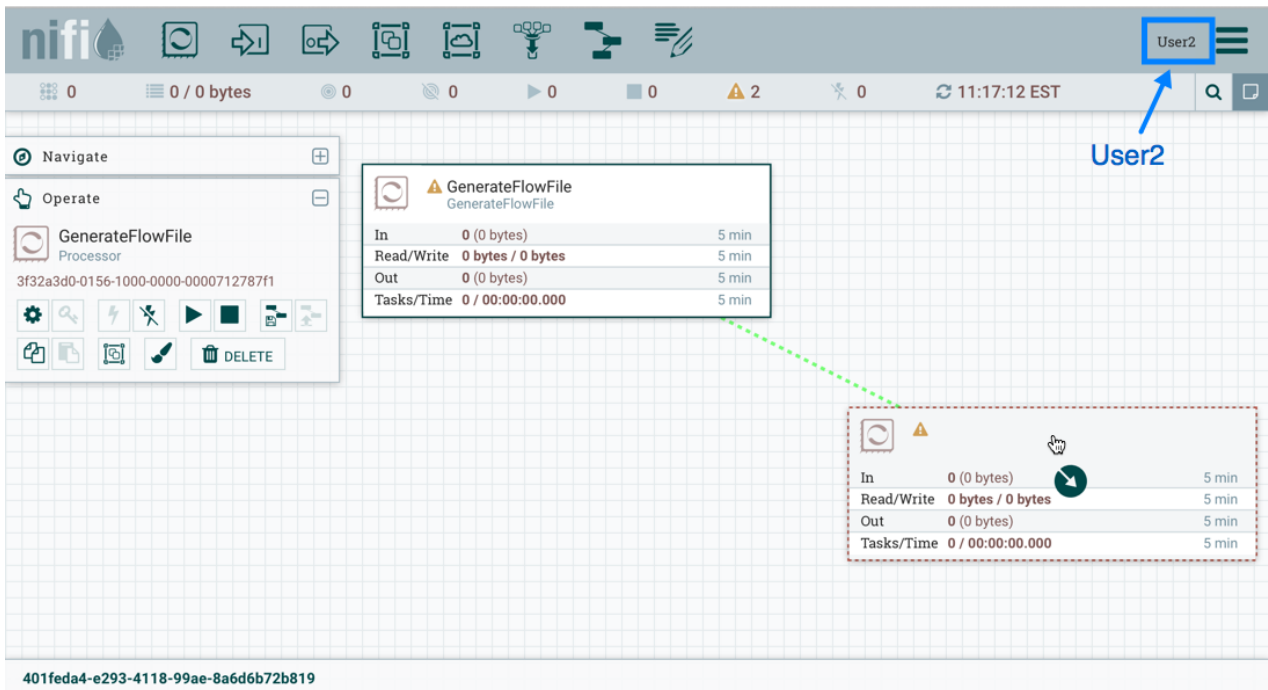 nifi
User2
0 0 / 0 bytes 0 0 0 0 2 0 11:17:12 EST
User2
Navigate
Operate
GenerateFlowFile
Processor
3f32a3d0-0156-1000-0000-0000712787f1
DELETE
GenerateFlowFile
GenerateFlowFile
In 0 (0 bytes) 5 min
Read/Write 0 bytes / 0 bytes 5 min
Out 0 (0 bytes) 5 min
Tasks/Time 0 / 00:00:00.000 5 min
In 0 (0 bytes) 5 min
Read/Write 0 bytes / 0 bytes 5 min
Out 0 (0 bytes) 5 min
Tasks/Time 0 / 00:00:00.000 5 min
401feda4-e293-4118-99ae-8a6d6b72b819